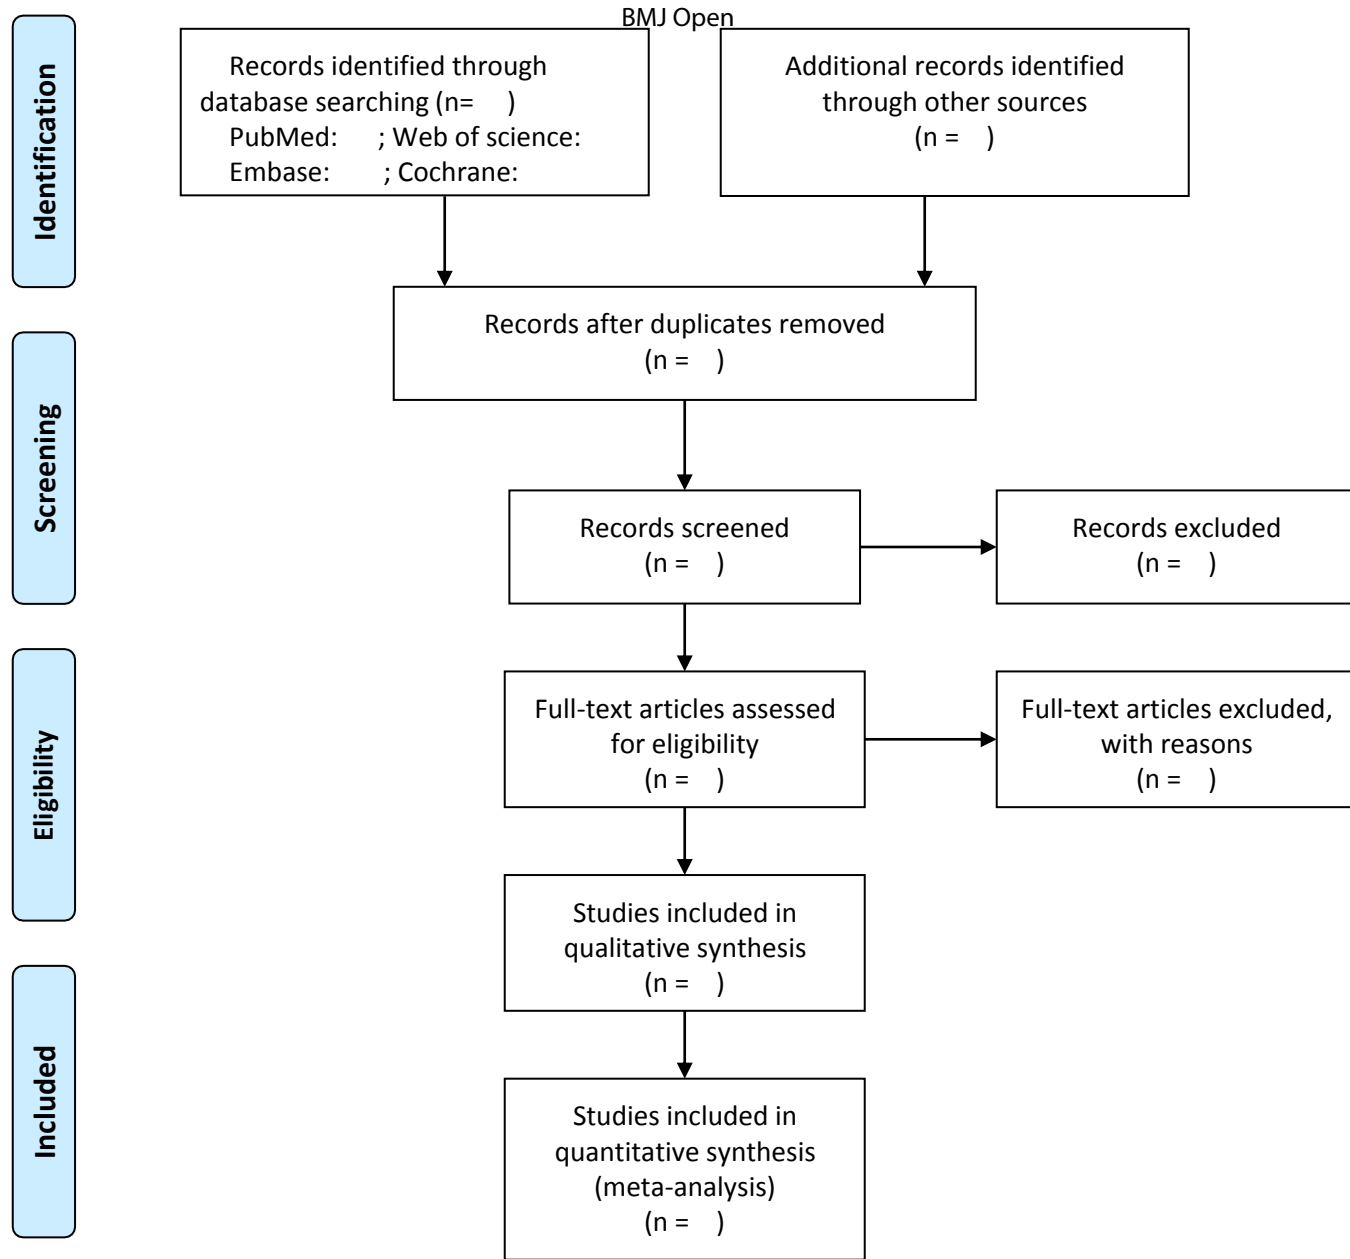 BMJ Open
Identification
Records identified through
database searching (n= )
PubMed: ; Web of science:
Embase: ; Cochrane:
Additional records identified
through other sources
(n = )
Records after duplicates removed
(n = )
Screening
Records screened
(n = )
Records excluded
(n = )
Eligibility
Full-text articles assessed
for eligibility
(n = )
Full-text articles excluded,
with reasons
(n = )
Studies included in
qualitative synthesis
(n = )
Included
Studies included in
quantitative synthesis
(meta-analysis)
(n = )